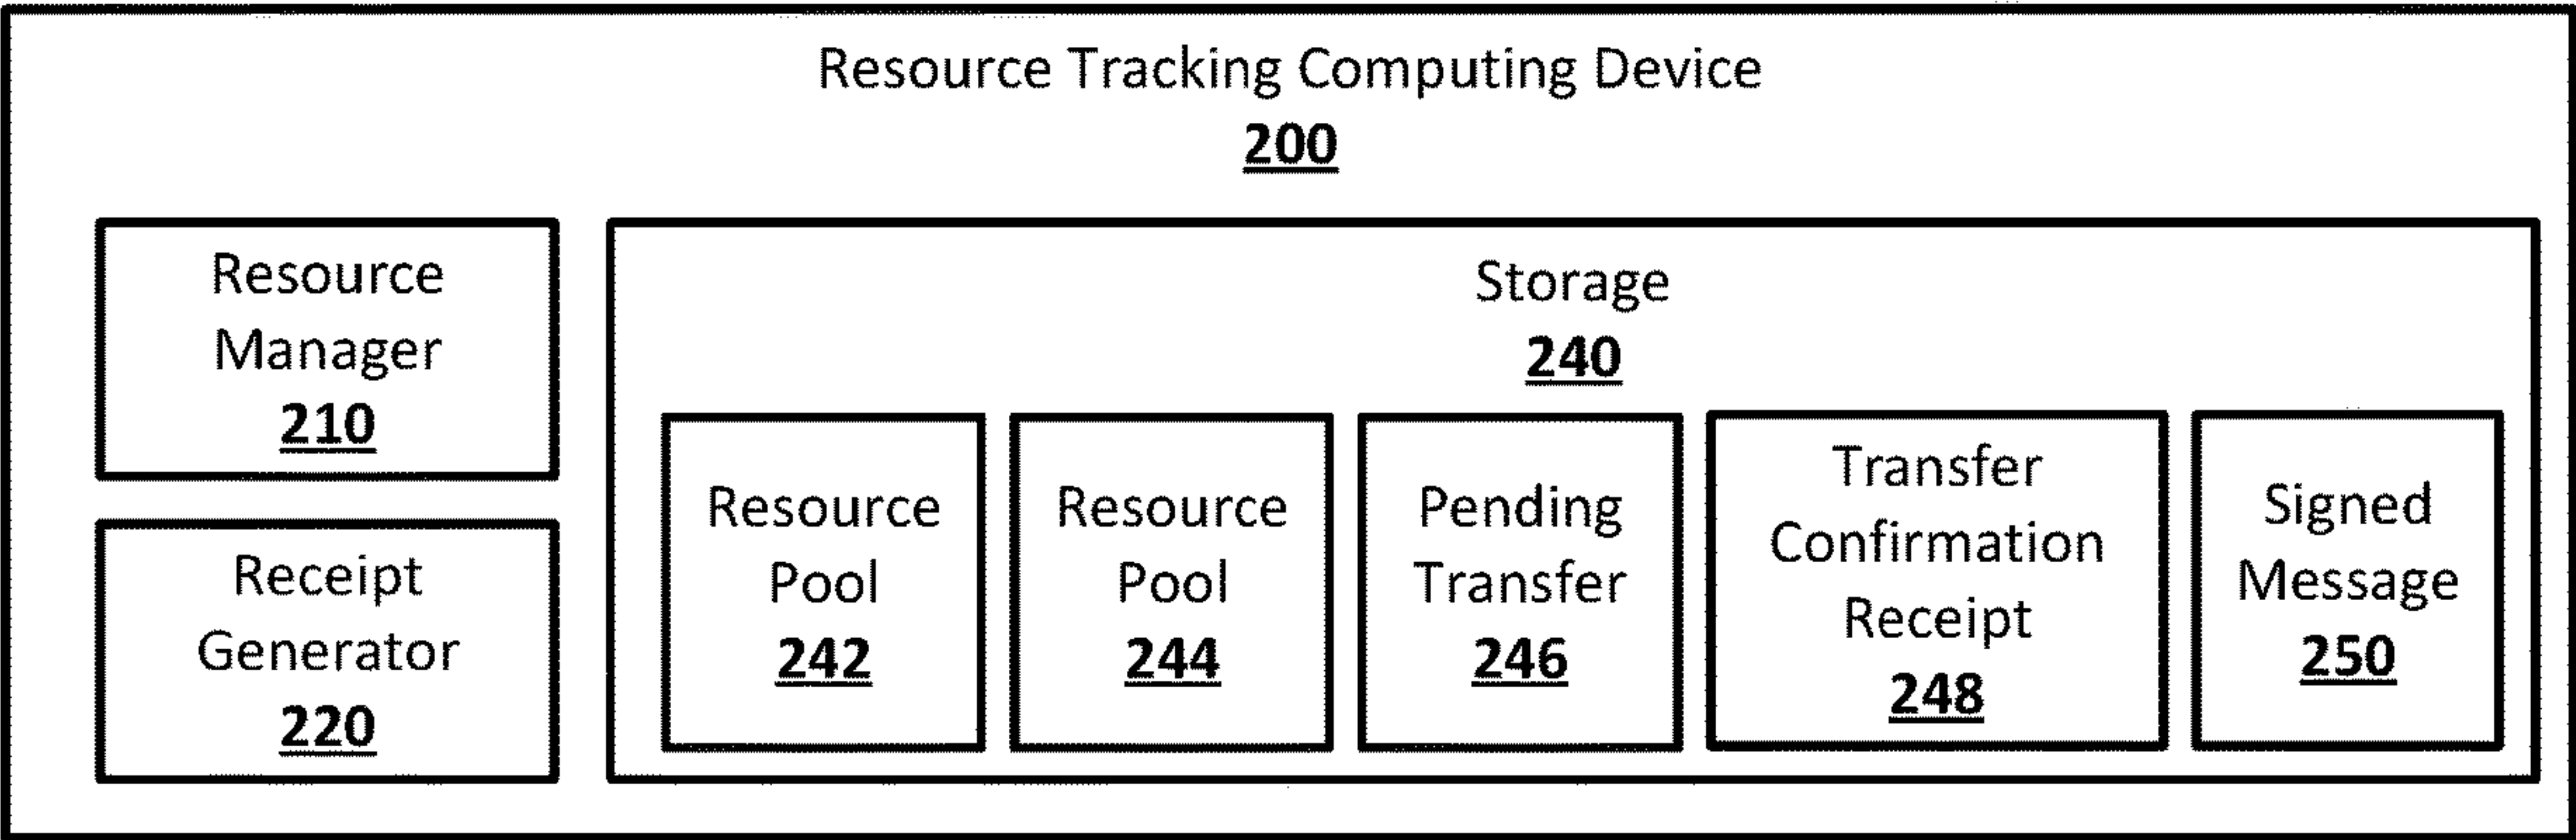 Resource Tracking Computing Device
200
Resource
Manager
210
Receipt
Generator
220
Storage
240
Resource
Pool
242
Resource
Pool
244
Pending
Transfer
246
Transfer
Confirmation
Receipt
248
Signed
Message
250